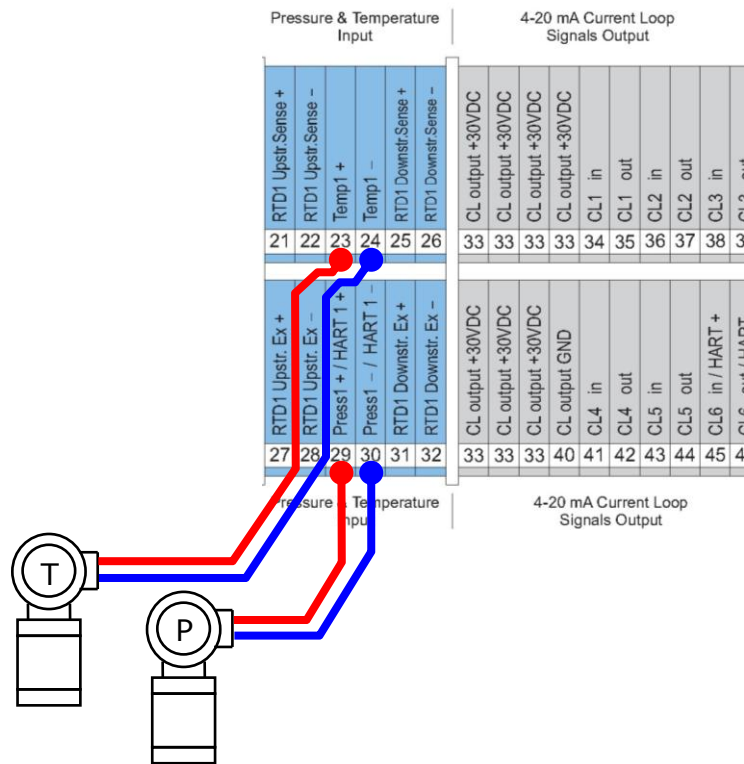 Pressure & Temperature
Input
4-20 mA Current Loop
Signals Output
RTD1 Upstr.Sense +
RTD1 Upstr.Sense −
Temp1 +
Temp1 −
RTD1 Downstr.Sense +
RTD1 Downstr.Sense −
CL output +30VDC
CL output +30VDC
CL output +30VDC
CL output +30VDC
CL1 in
CL1 out
CL2 in
CL2 out
CL3 in
21 22 23 24 25 26 33 33 33 33 34 35 36 37 38
RTD1 Upstr. Ex +
RTD1 Upstr. Ex −
Press1 + / HART 1 +
Press1 − / HART 1 −
RTD1 Downstr. Ex +
RTD1 Downstr. Ex −
CL output +30VDC
CL output +30VDC
CL output +30VDC
CL output GND
CL4 in
CL4 out
CL5 in
CL5 out
CL6 in / HART +
27 28 29 30 31 32 33 33 33 40 41 42 43 44 45
Pressure & Temperature
Input
4-20 mA Current Loop
Signals Output
T
P